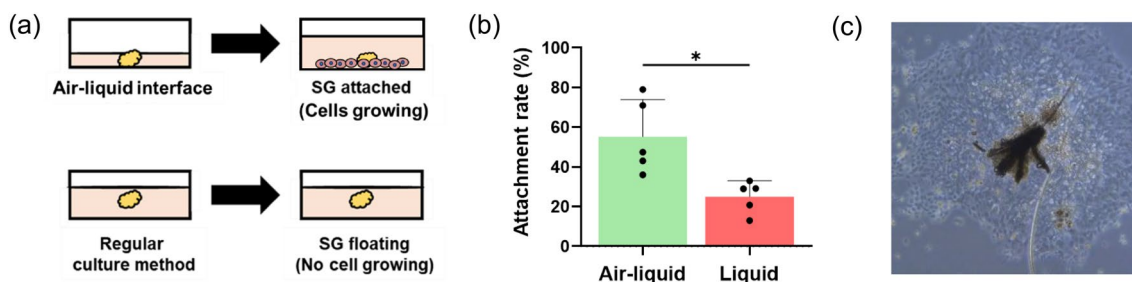 (a)
Air-liquid interface
SG attached
(Cells growing)
Regular
culture method
SG floating
(No cell growing)
(b)
Attachment rate (%)
100
80
60
40
20
0
*
Air-liquid
Liquid
(c)